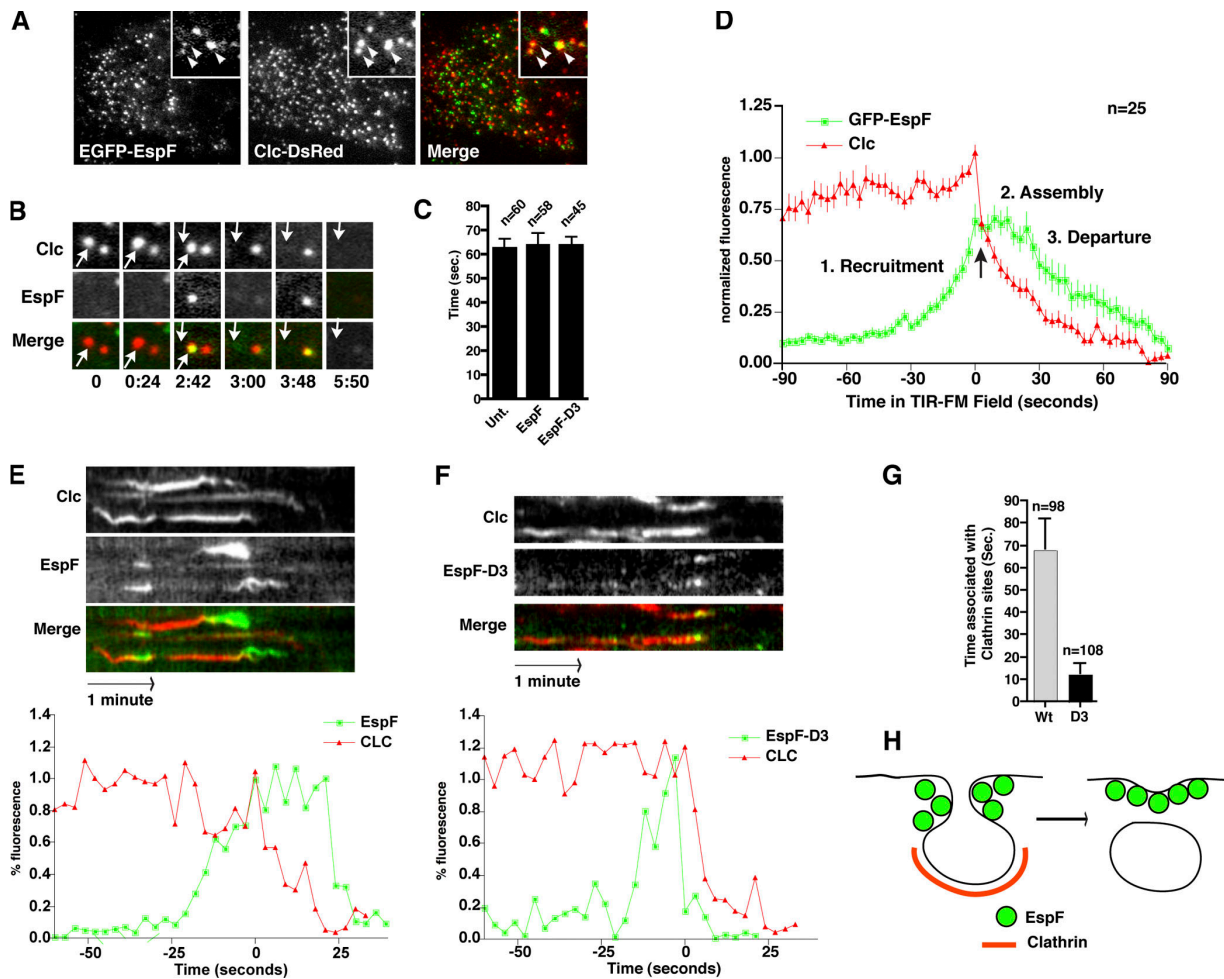 A
EGFP-EspF
Clc-DsRed
Merge
B
Clc
EspF
Merge
0
0:24
2:42
3:00
3:48
5:50
C
Time (sec.)
80
70
60
50
40
30
20
10
0
n=60
n=58
n=45
Unt.
EspF
EspF-D3
D
n=25
GFP-EspF
Clc
normalized fluorescence
1.25
1.00
0.75
0.50
0.25
0.00
1. Recruitment
2. Assembly
3. Departure
-90
-60
-30
0
30
60
90
Time in TIR-FM Field (seconds)
E
Clc
EspF
Merge
1 minute
EspF
CLC
% fluorescence
1.4
1.2
1.0
0.8
0.6
0.4
0.2
0.0
-50
-25
0
25
Time (seconds)
F
Clc
EspF-D3
Merge
1 minute
EspF-D3
CLC
% fluorescence
1.4
1.2
1.0
0.8
0.6
0.4
0.2
0.0
-50
-25
0
25
Time (seconds)
G
Time associated with
Clathrin sites (Sec.)
90
80
70
60
50
40
30
20
10
0
n=98
n=108
Wt
D3
H
EspF
Clathrin